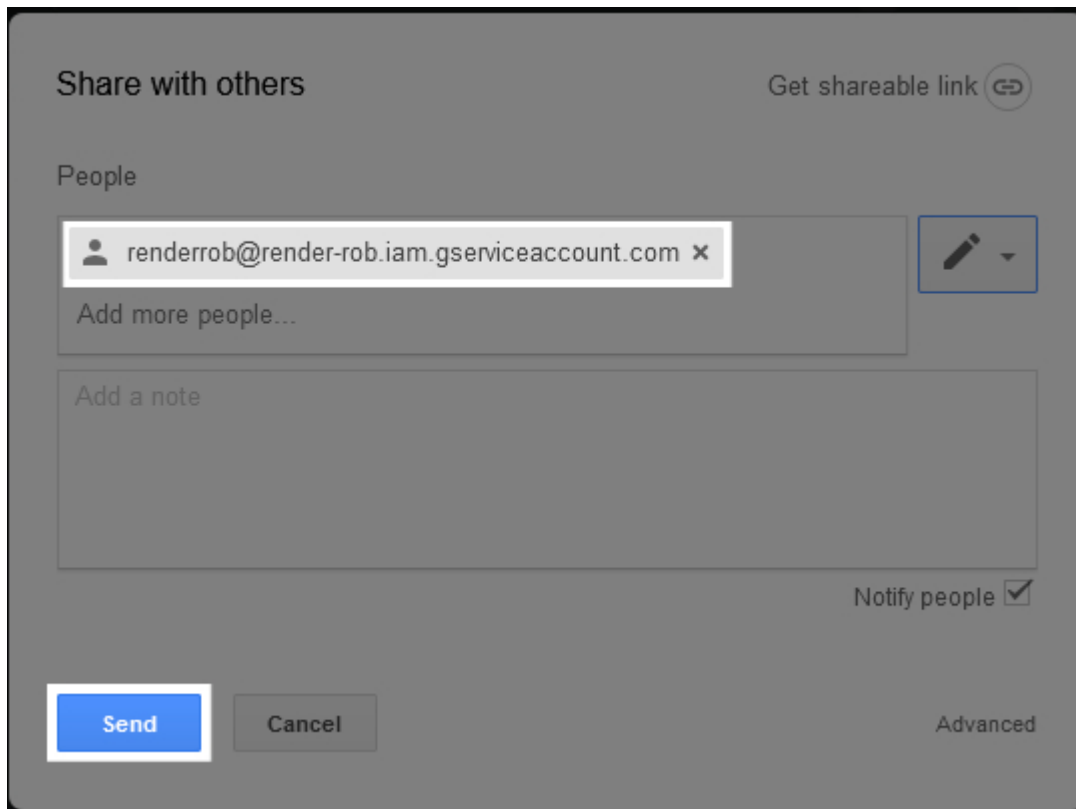 Share with others
Get shareable link
People
renderrob@render-rob.iam.gserviceaccount.com ×
Add more people...
Add a note
Notify people
Send
Cancel
Advanced